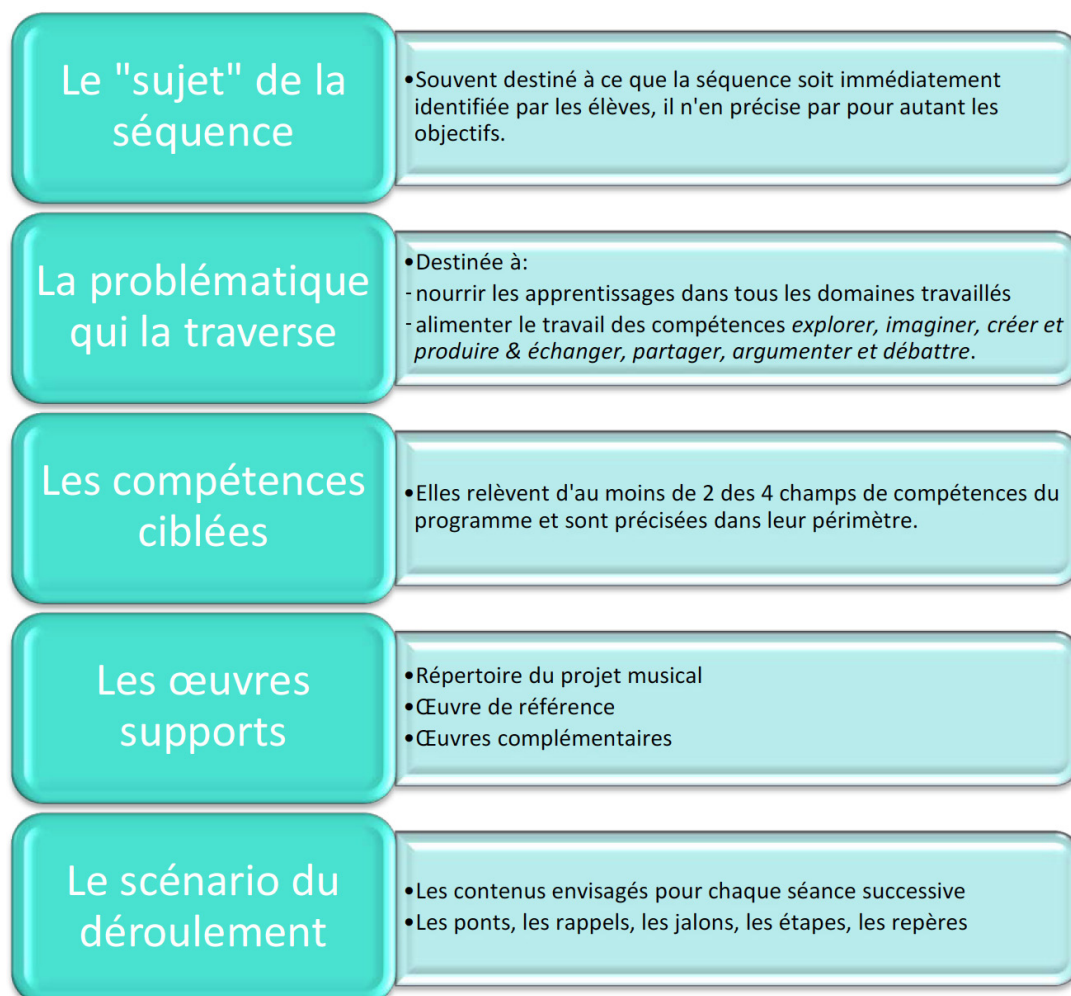 Le "sujet" de la
séquence
•Souvent destiné à ce que la séquence soit immédiatement
identifiée par les élèves, il n'en précise par pour autant les
objectifs.
La problématique
qui la traverse
•Destinée à:
-nourrir les apprentissages dans tous les domaines travaillés
-alimenter le travail des compétences explorer, imaginer, créer et
produire & échanger, partager, argumenter et débattre.
Les compétences
ciblées
•Elles relèvent d'au moins de 2 des 4 champs de compétences du
programme et sont précisées dans leur périmètre.
Les œuvres
supports
•Répertoire du projet musical
•Œuvre de référence
•Œuvres complémentaires
Le scénario du
déroulement
•Les contenus envisagés pour chaque séance successive
•Les ponts, les rappels, les jalons, les étapes, les repères